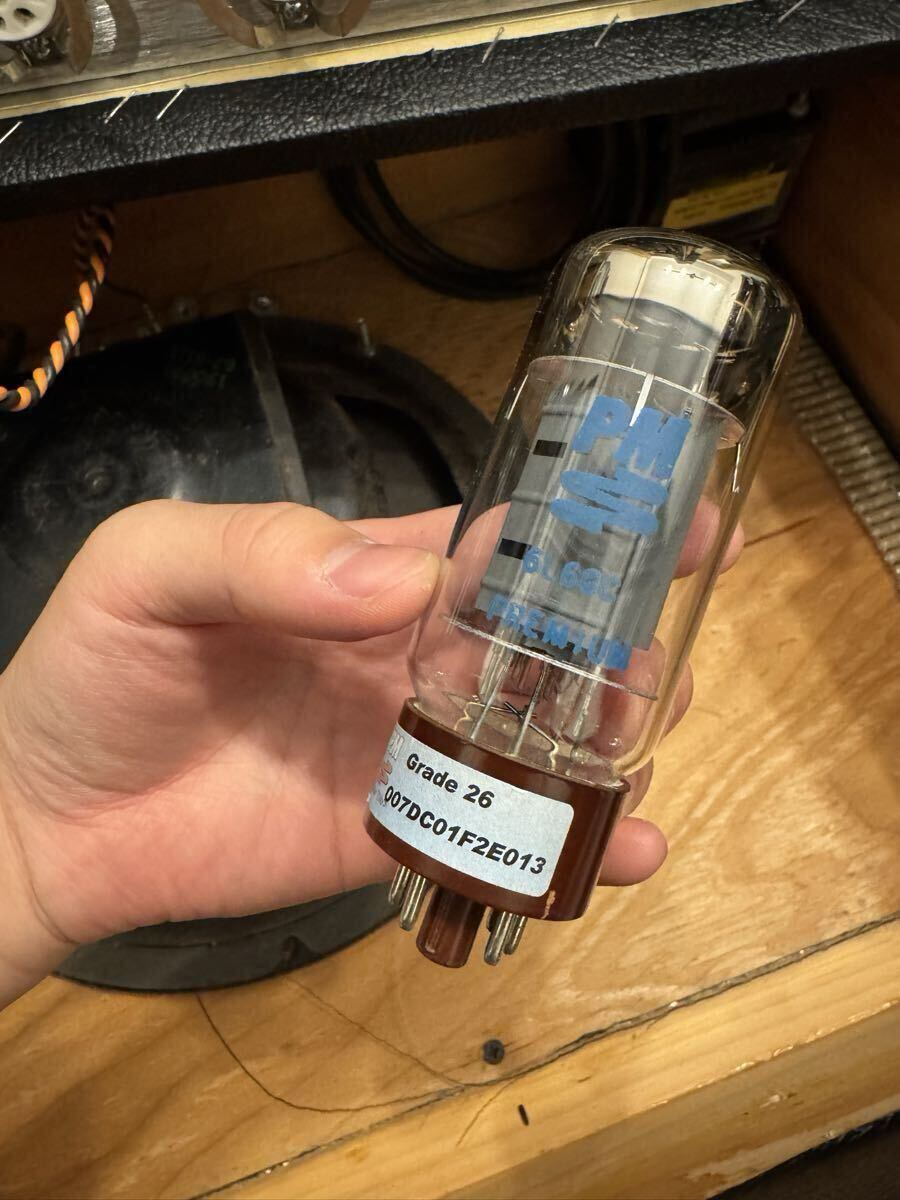 PM
6L6GC
PREMIUM
Grade 26
007DC01F2E013